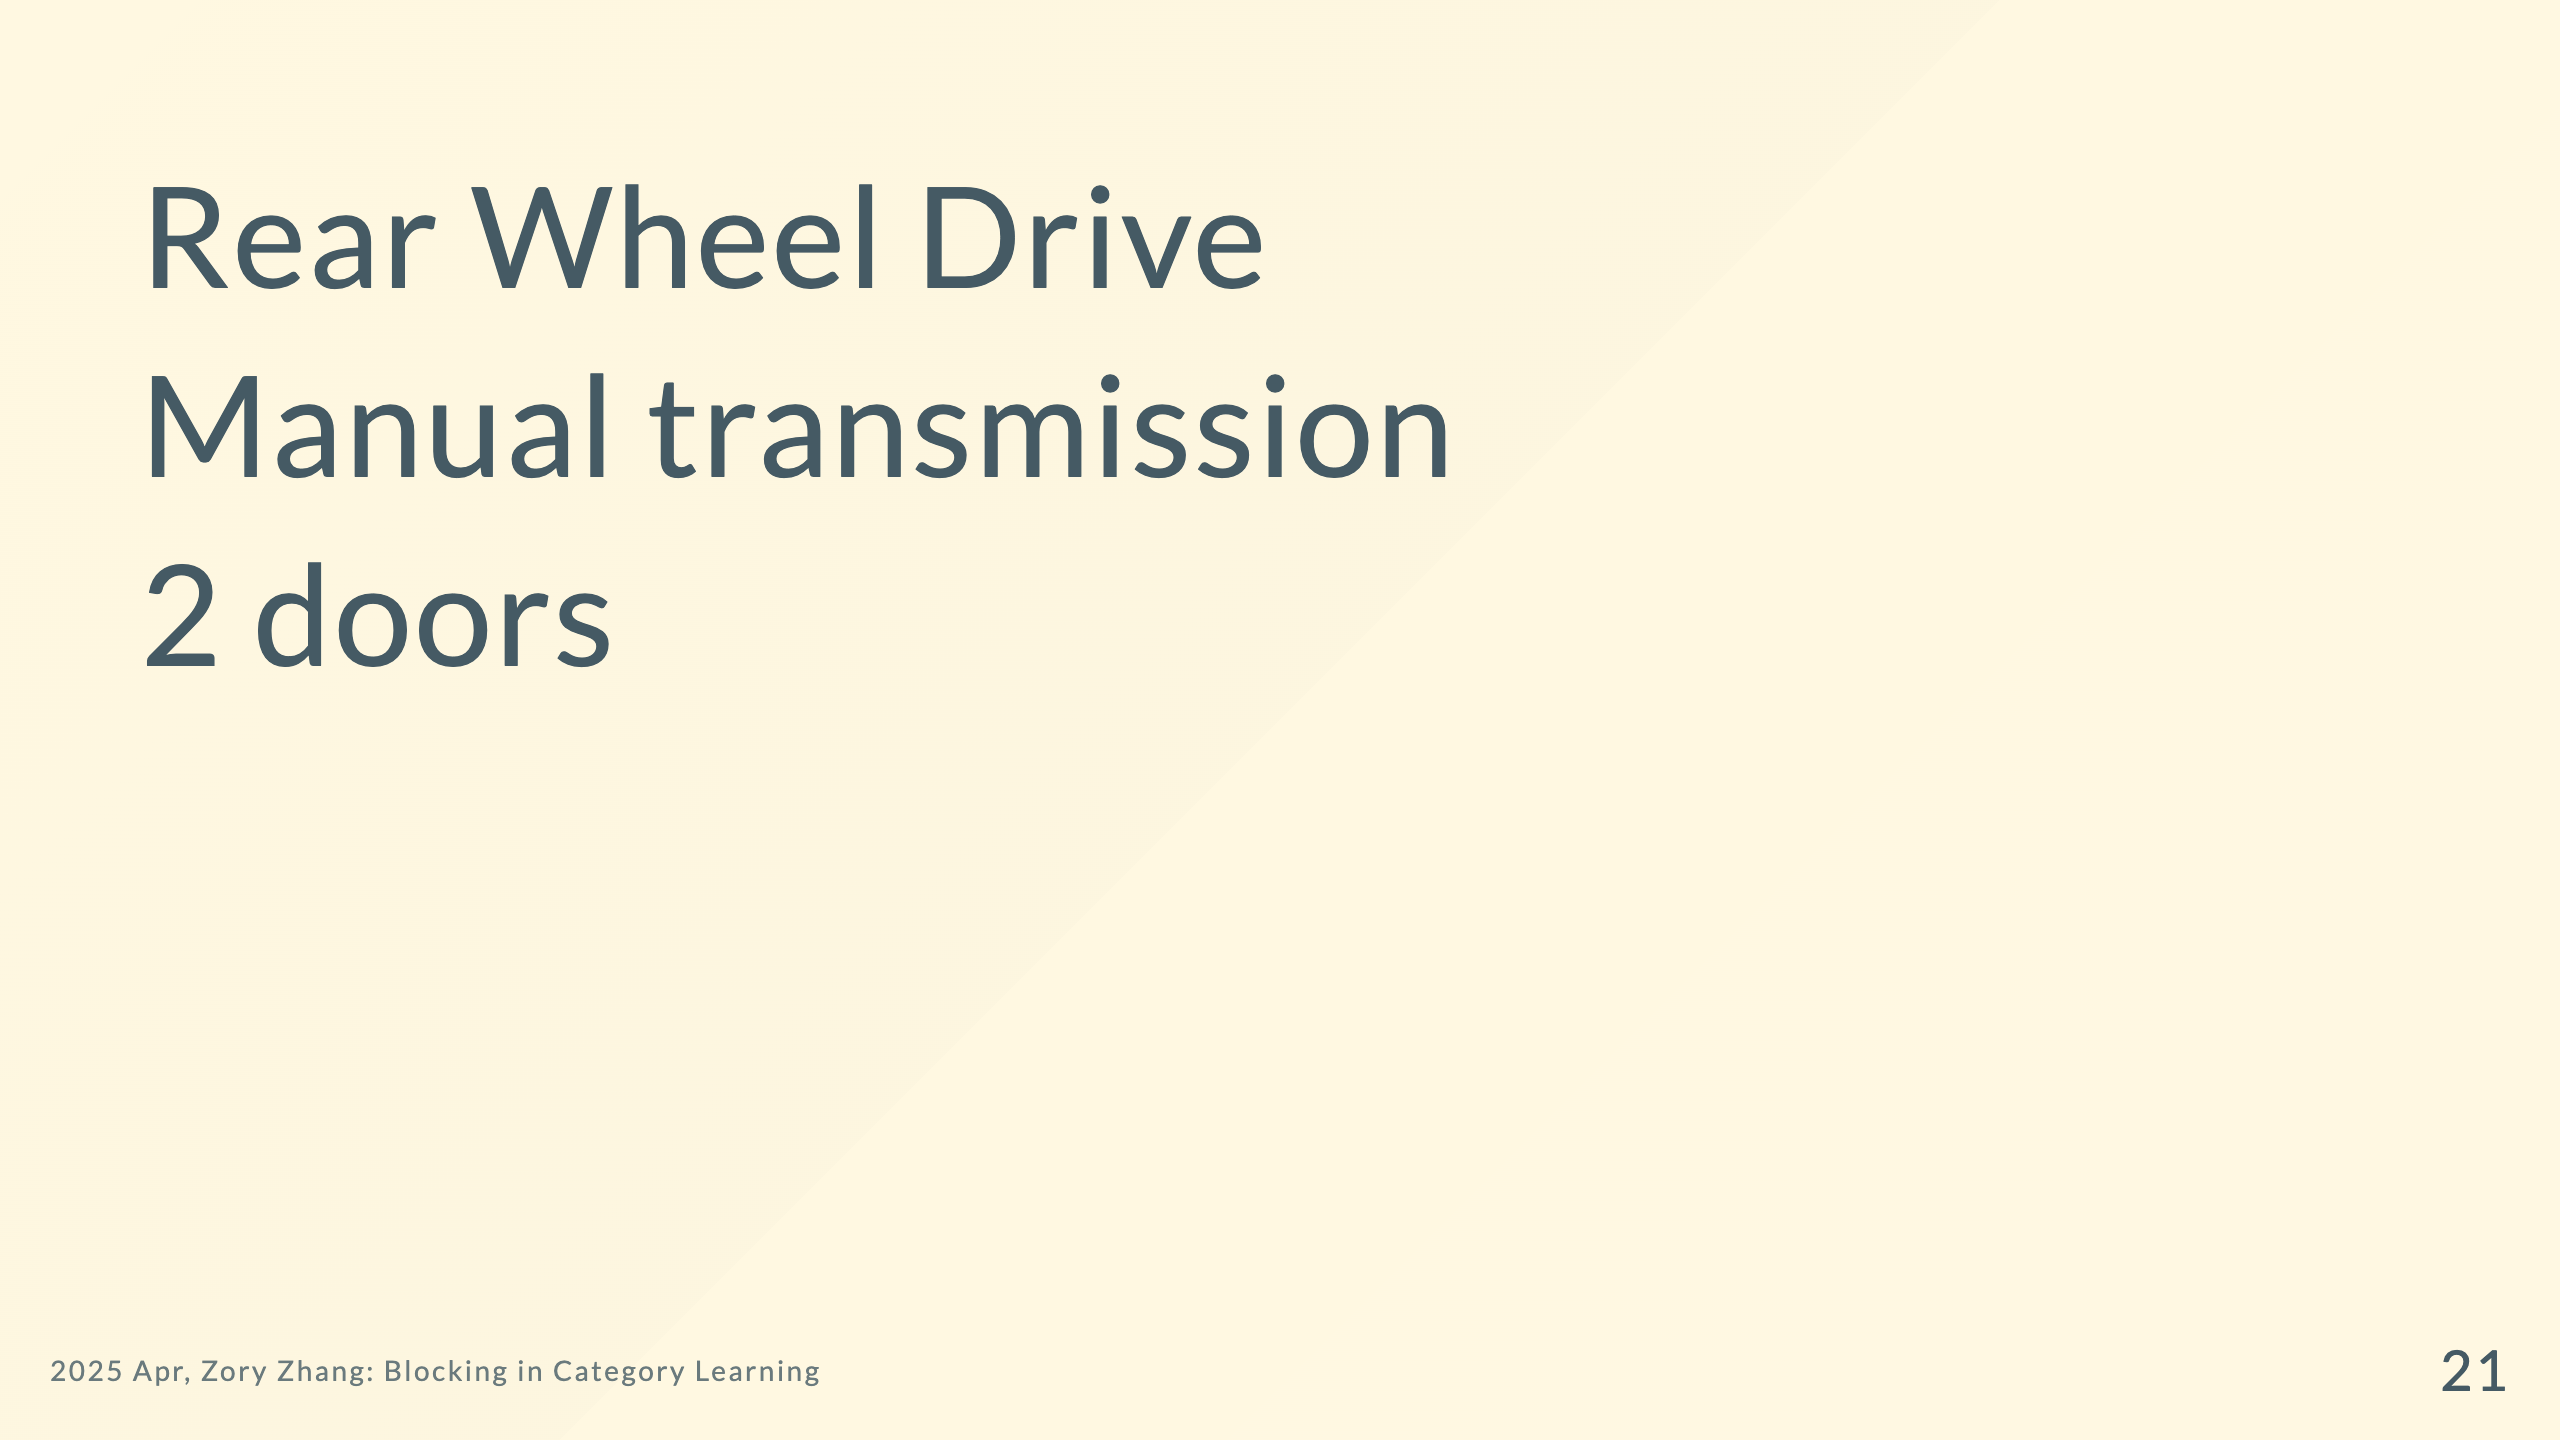 Rear Wheel Drive
Manual transmission
2 doors
2025 Apr, Zory Zhang: Blocking in Category Learning
21